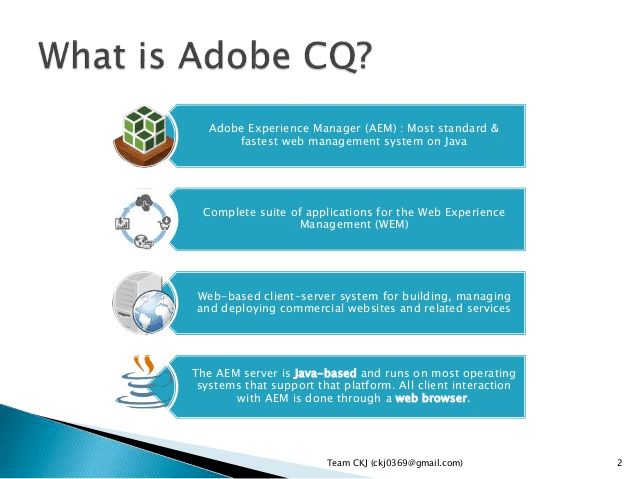 What is Adobe CQ?
Adobe Experience Manager (AEM) : Most standard &
fastest web management system on Java
Complete suite of applications for the Web Experience
Management (WEM)
Web-based client-server system for building, managing
and deploying commercial websites and related services
The AEM server is Java-based and runs on most operating
systems that support that platform. All client interaction
with AEM is done through a web browser.
Team CKJ (ckj0369@gmail.com)
2